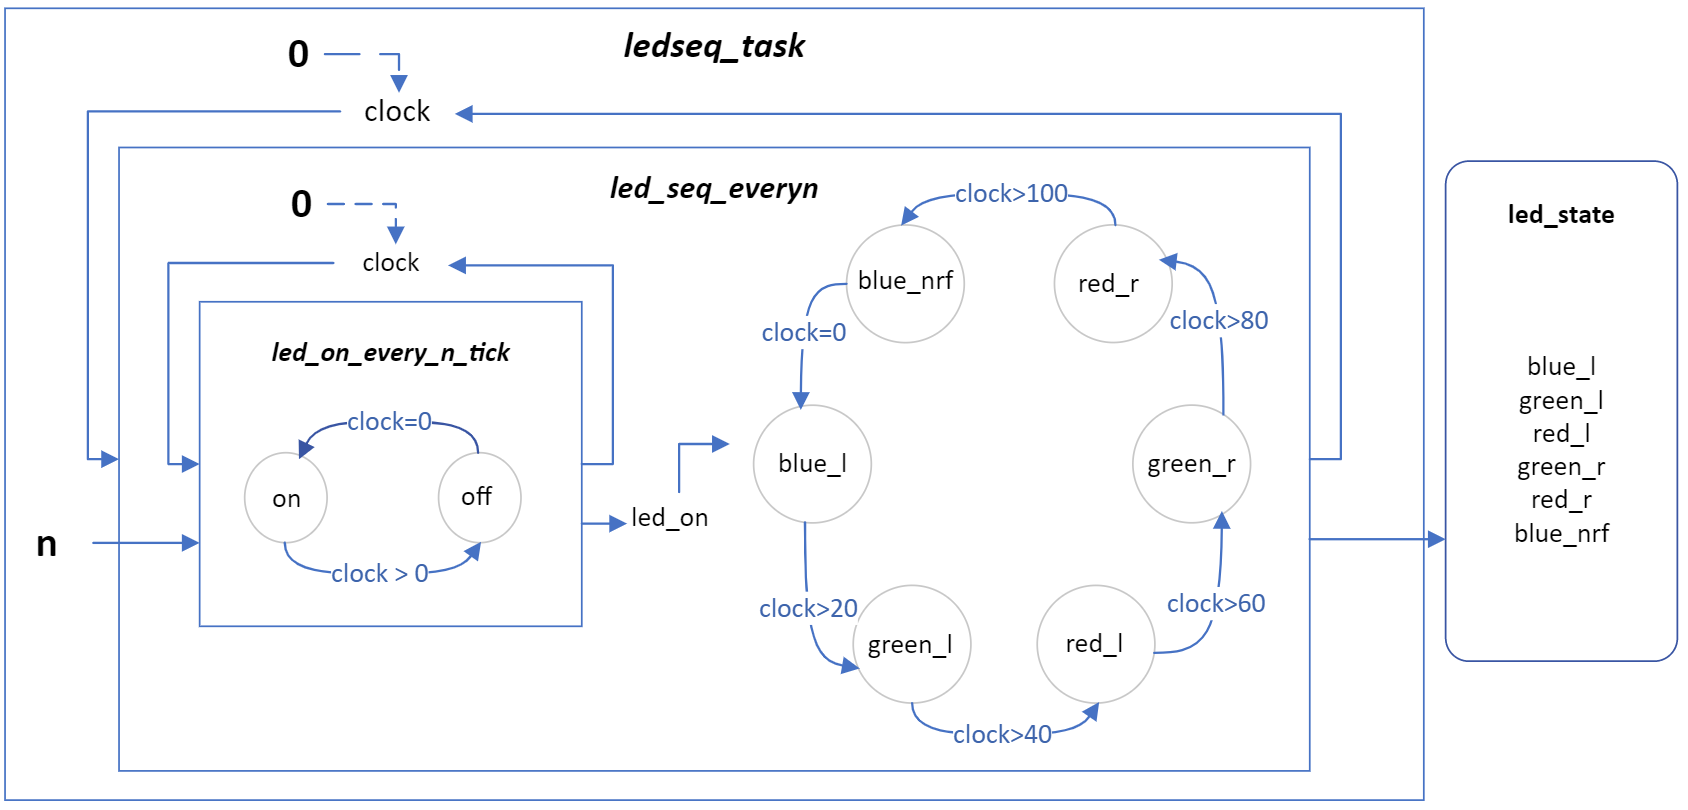 ledseq_task
0
clock
led_seq_everyn
0
clock
led_on_every_n_tick
clock=0
on
off
clock > 0
n
led_on
clock>100
blue_nrf
red_r
clock=0
clock>80
blue_l
green_r
clock>20
clock>60
green_l
red_l
clock>40
led_state
blue_l
green_l
red_l
green_r
red_r
blue_nrf